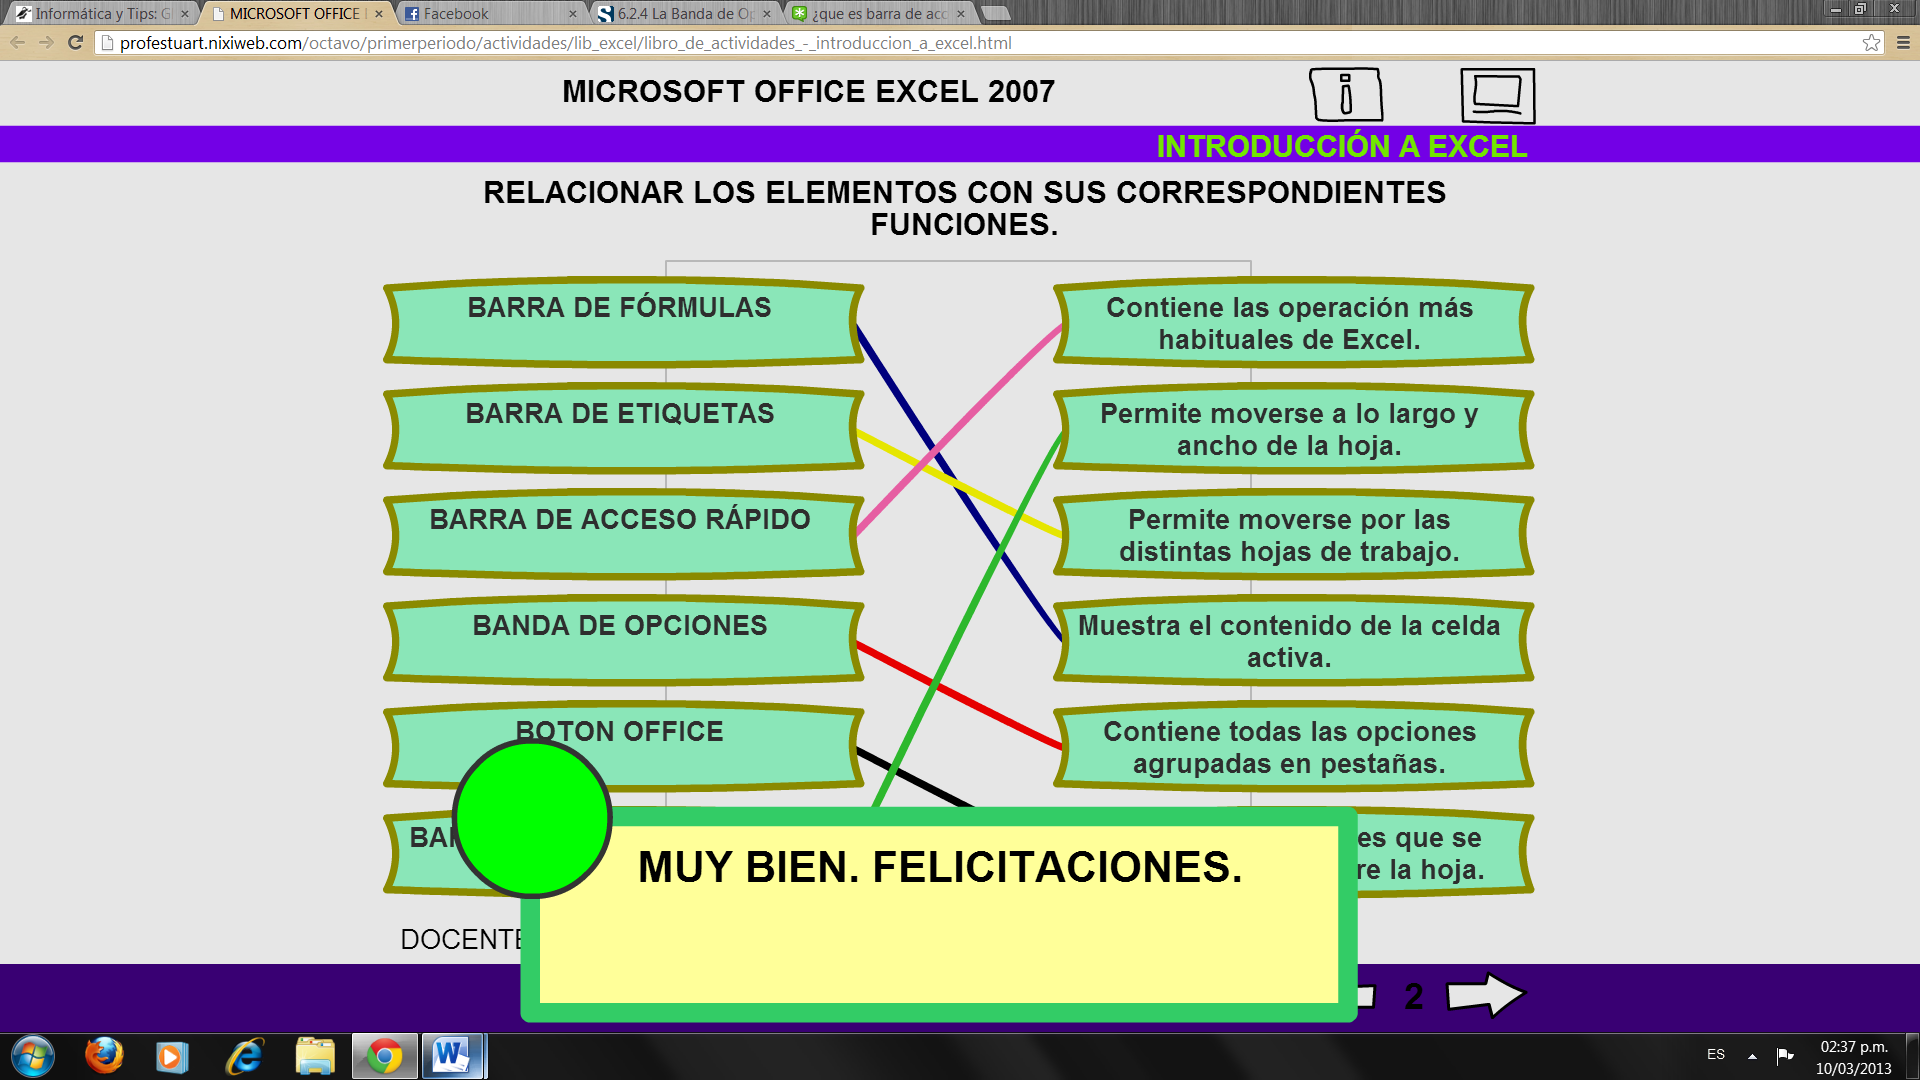 Informática y Tips: G
MICROSOFT OFFICE
Facebook
6.2.4 La Banda de Op
¿que es barra de acc
profestuart.nixiweb.com/octavo/primerperiodo/actividades/lib_excel/libro_de_actividades_-_introduccion_a_excel.html
MICROSOFT OFFICE EXCEL 2007
INTRODUCCIÓN A EXCEL
RELACIONAR LOS ELEMENTOS CON SUS CORRESPONDIENTES
FUNCIONES.
BARRA DE FÓRMULAS
Contiene las operación más
habituales de Excel.
BARRA DE ETIQUETAS
Permite moverse a lo largo y
ancho de la hoja.
BARRA DE ACCESO RÁPIDO
Permite moverse por las
distintas hojas de trabajo.
BANDA DE OPCIONES
Muestra el contenido de la celda
activa.
BOTON OFFICE
Contiene todas las opciones
agrupadas en pestañas.
es que se
re la hoja.
MUY BIEN. FELICITACIONES.
DOCENTE
2
ES
02:37 p.m.
10/03/2013